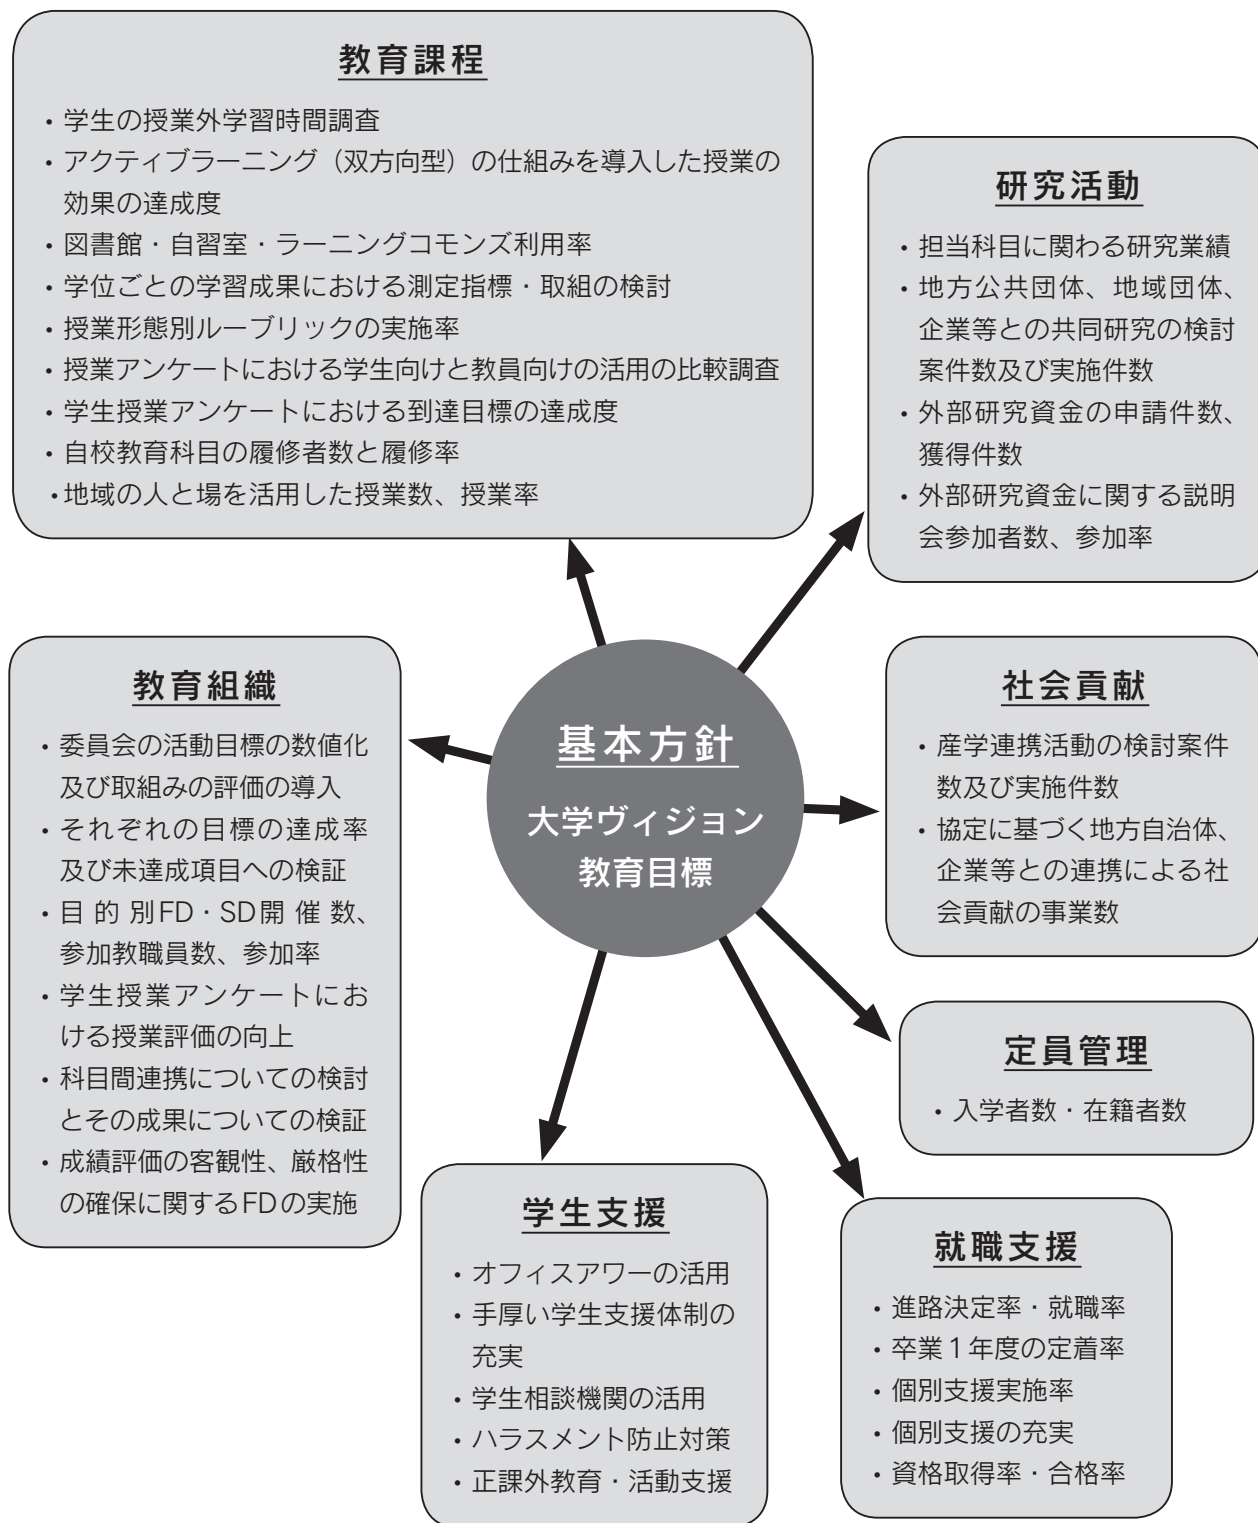 教育課程
・学生の授業外学習時間調査
・アクティブラーニング（双方向型）の仕組みを導入した授業の
効果の達成度
・図書館・自習室・ラーニングコモンズ利用率
・学位ごとの学習成果における測定指標・取組の検討
・授業形態別ルーブリックの実施率
・授業アンケートにおける学生向けと教員向けの活用の比較調査
・学生授業アンケートにおける到達目標の達成度
・自校教育科目の履修者数と履修率
・地域の人と場を活用した授業数、授業率
研究活動
・担当科目に関わる研究業績
・地方公共団体、地域団体、
企業等との共同研究の検討
案件数及び実施件数
・外部研究資金の申請件数、
獲得件数
・外部研究資金に関する説明
会参加者数、参加率
教育組織
・委員会の活動目標の数値化
及び取組みの評価の導入
・それぞれの目標の達成率
及び未達成項目への検証
・目的別FD・SD開催数、
参加教職員数、参加率
・学生授業アンケートにお
ける授業評価の向上
・科目間連携についての検討
とその成果についての検証
・成績評価の客観性、厳格性
の確保に関するFDの実施
基本方針
大学ヴィジョン
教育目標
社会貢献
・産学連携活動の検討案件
数及び実施件数
・協定に基づく地方自治体、
企業等との連携による社
会貢献の事業数
定員管理
・入学者数・在籍者数
学生支援
・オフィスアワーの活用
・手厚い学生支援体制の
充実
・学生相談機関の活用
・ハラスメント防止対策
・正課外教育・活動支援
就職支援
・進路決定率・就職率
・卒業1年度の定着率
・個別支援実施率
・個別支援の充実
・資格取得率・合格率